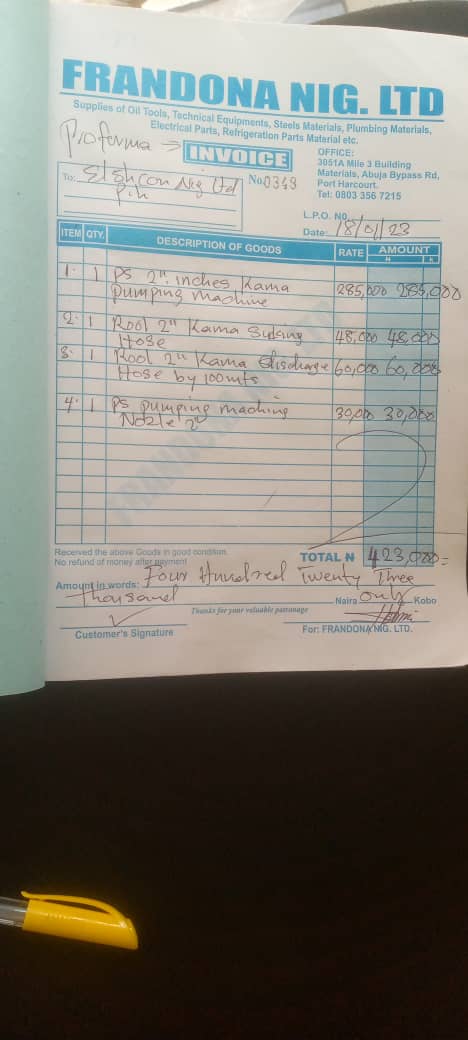 FRANDONA NIG. LTD
Supplies of Oil Tools, Technical Equipments, Steels Materials, Plumbing Materials,
Electrical Parts, Refrigeration Parts Material etc.
Proforma
INVOICE
OFFICE:
3051A Mile 3 Building
Materials, Abuja Bypass Rd,
Port Harcourt.
Tel: 0803 356 7215
To: Elshcon Nig Ltd
No.0349
L.P.O. NO.
Date: 18/01/23
ITEM QTY. DESCRIPTION OF GOODS RATE AMOUNT
N K
1. 1 Ps 2" inches Kama 285,000 285,000
pumping machine
2. 1 Rool 2" Kama 48,000 48,000
Hose
3. 1 Rool 2" Kama Discharge 60,000 60,000
Hose by 100mts
4. 1 Ps pumping machine 30,000 30,000
Nozle 2"
Received the above Goods in good condition.
No refund of money after payment
TOTAL N 423,000=
Amount in words: Four Hundred Twenty Three
Thousand Naira only Kobo
Thanks for your valuable patronage
Customer's Signature
For: FRANDONA NIG. LTD.
FRANDONA NIG. LTD